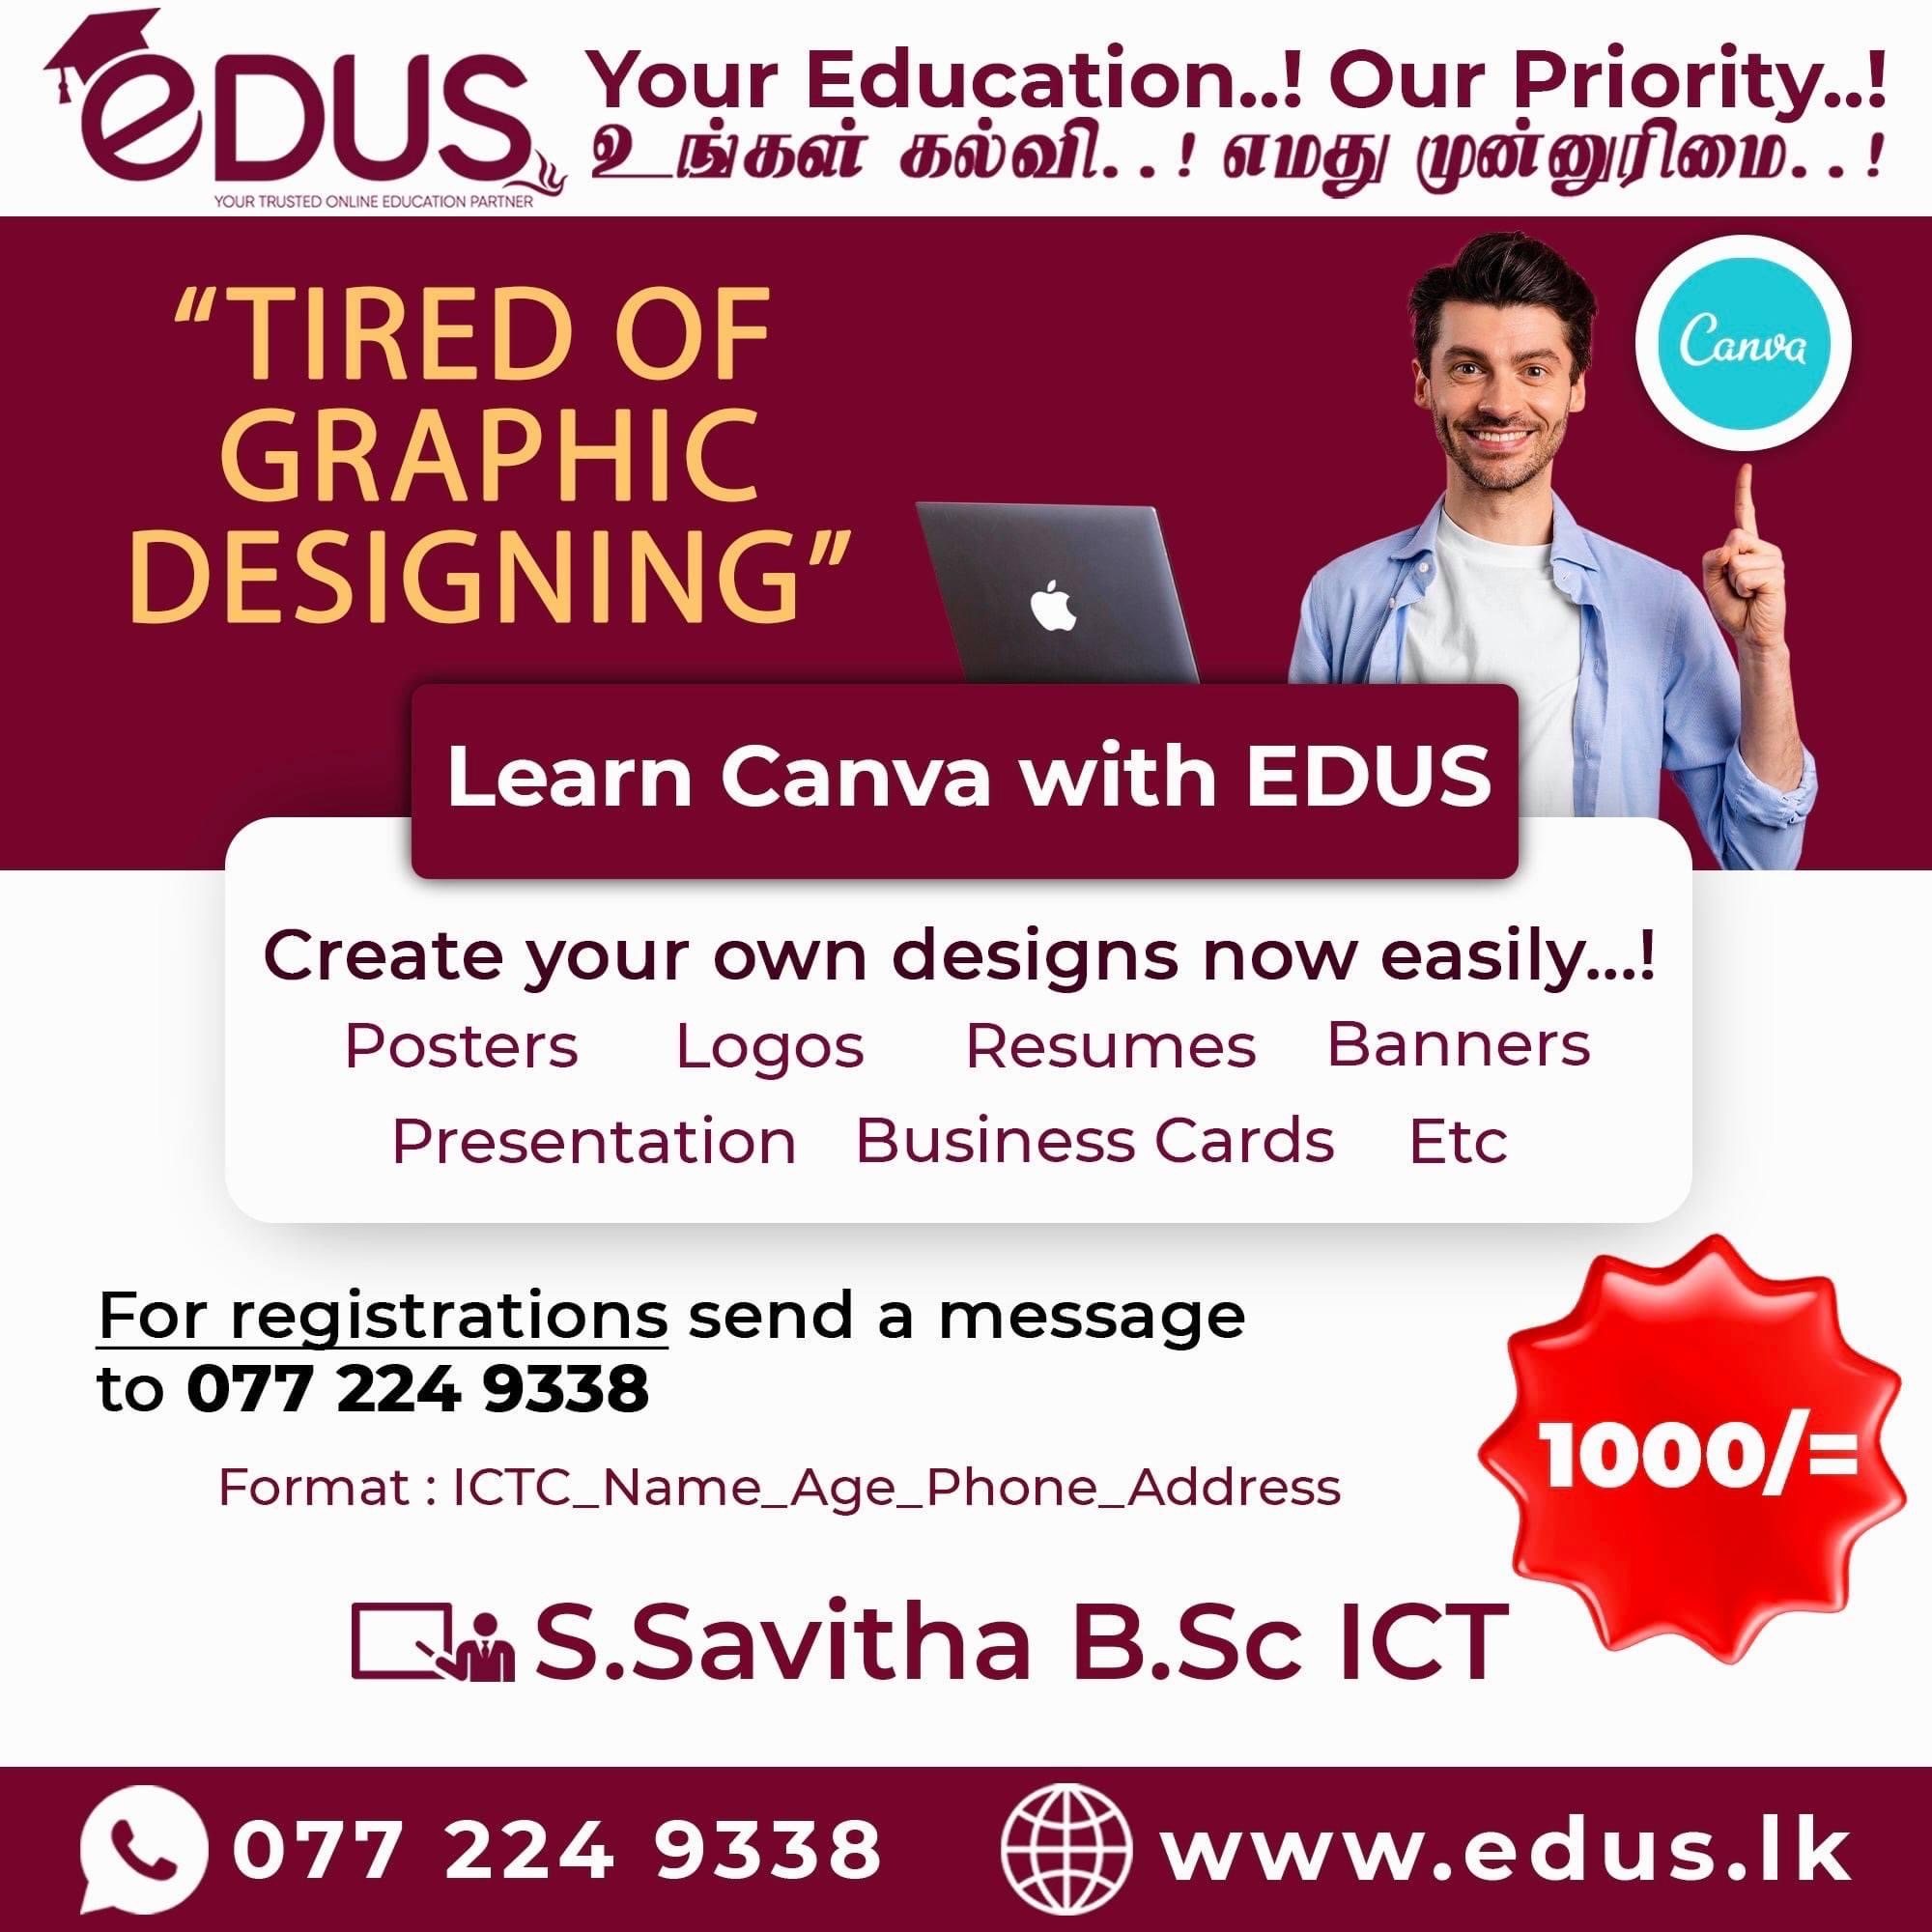 eDUS
YOUR TRUSTED ONLINE EDUCATION PARTNER
Your Education..! Our Priority..!
உங்கள் கல்வி..! எமது முன்னுரிமை..!
“TIRED OF
GRAPHIC
DESIGNING”
Canva
Learn Canva with EDUS
Create your own designs now easily...!
Posters Logos Resumes Banners
Presentation Business Cards Etc
For registrations send a message
to 077 224 9338
Format : ICTC_Name_Age_Phone_Address
1000/=
S.Savitha B.Sc ICT
077 224 9338 www.edus.lk